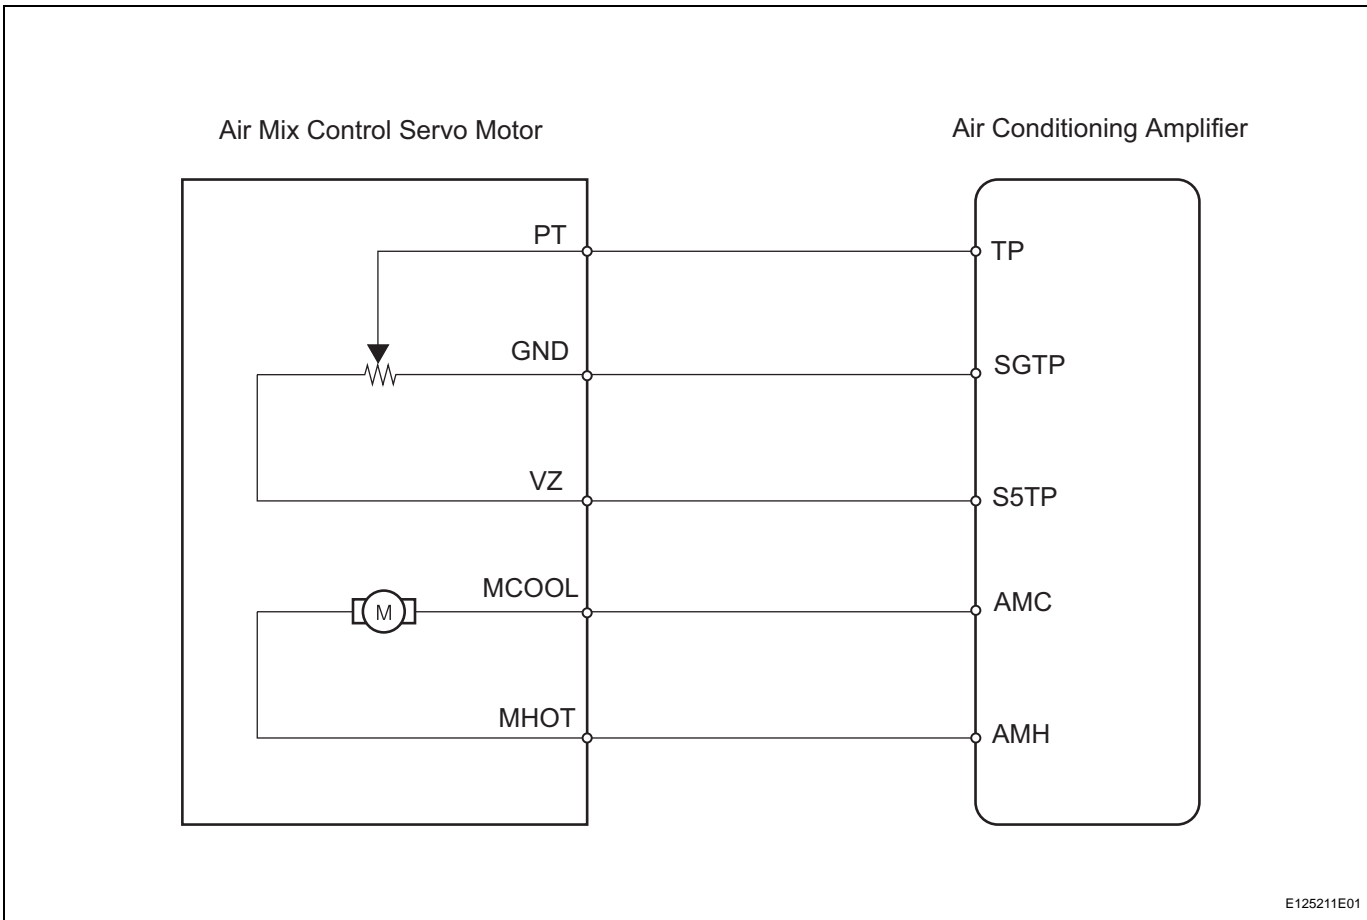 Air Mix Control Servo Motor
Air Conditioning Amplifier
PT
TP
GND
SGTP
VZ
S5TP
MCOOL
AMC
M
MHOT
AMH
E125211E01